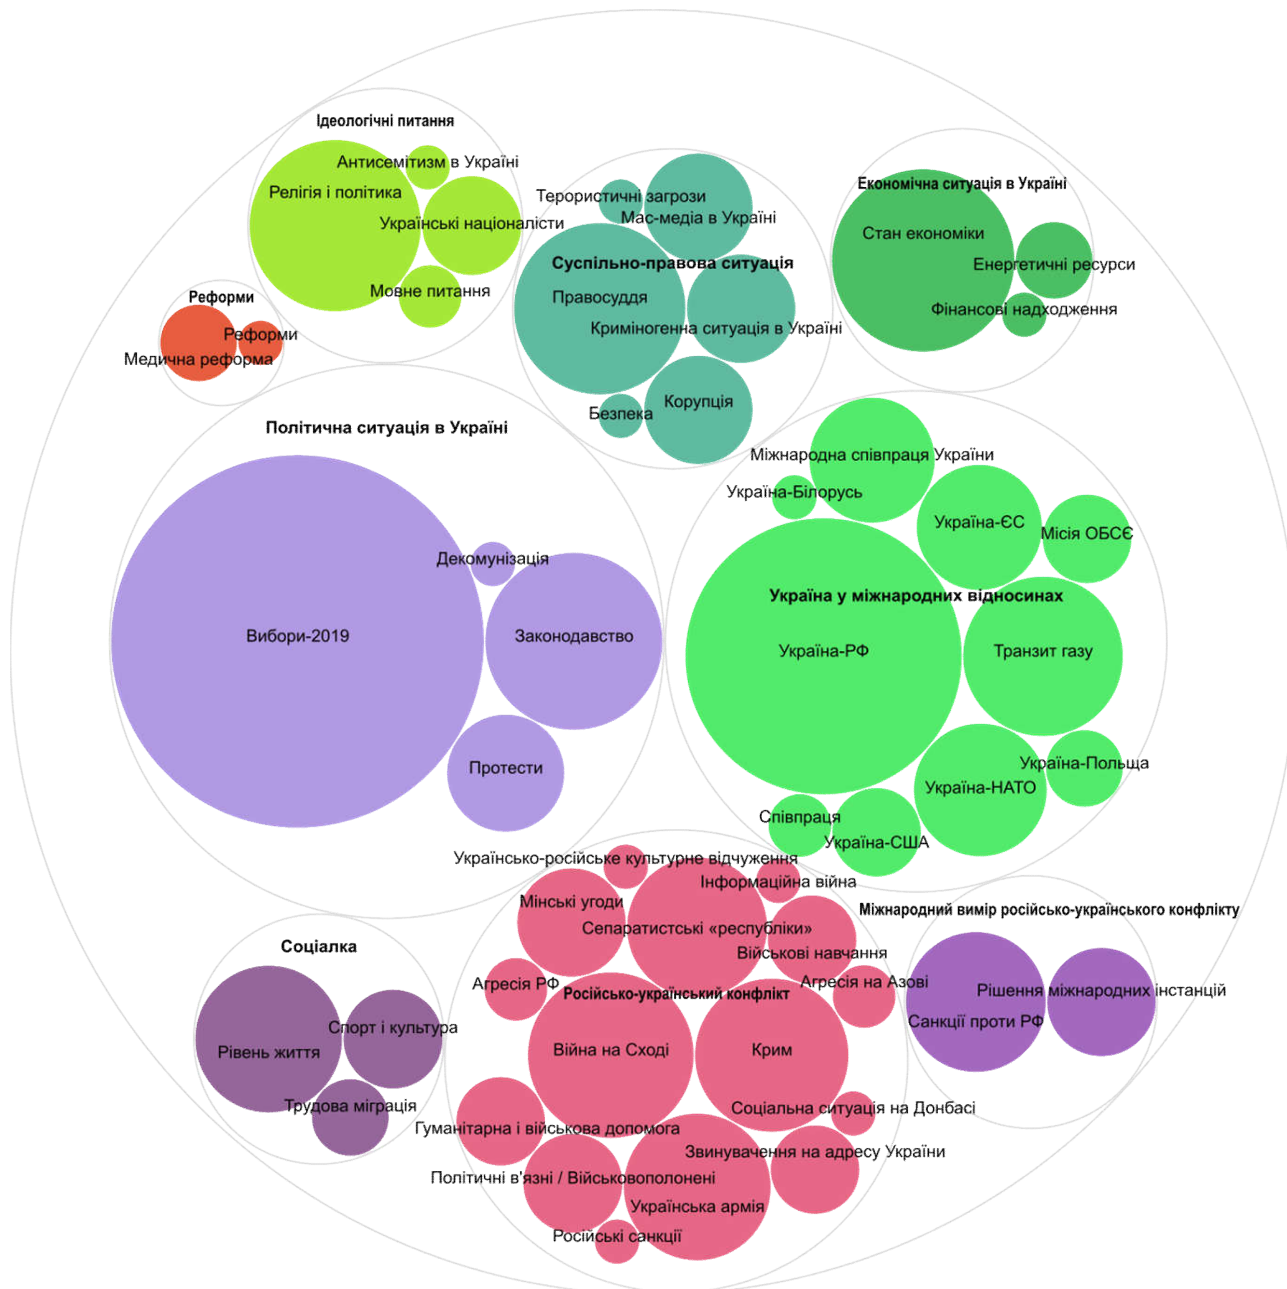 Ідеологічні питання
Антисемітизм в Україні
Релігія і політика
Українські націоналісти
Мовне питання
Реформи
Реформи
Медична реформа
Терористичні загрози
Мас-медіа в Україні
Суспільно-правова ситуація
Правосуддя
Криміногенна ситуація в Україні
Корупція
Безпека
Економічна ситуація в Україні
Стан економіки
Енергетичні ресурси
Фінансові надходження
Політична ситуація в Україні
Декомунізація
Вибори-2019
Законодавство
Протести
Міжнародна співпраця України
Україна-Білорусь
Україна-ЄС
Місія ОБСЄ
Україна у міжнародних відносинах
Україна-РФ
Транзит газу
Україна-Польща
Україна-НАТО
Співпраця
Україна-США
Українсько-російське культурне відчуження
Інформаційна війна
Мінські угоди
Сепаратистські «республіки»
Військові навчання
Агресія РФ
Агресія на Азові
Російсько-український конфлікт
Війна на Сході
Крим
Соціальна ситуація на Донбасі
Гуманітарна і військова допомога
Звинувачення на адресу України
Політичні в'язні / Військовополонені
Українська армія
Російські санкції
Міжнародний вимір російсько-українського конфлікту
Рішення міжнародних інстанцій
Санкції проти РФ
Соціалка
Спорт і культура
Рівень життя
Трудова міграція